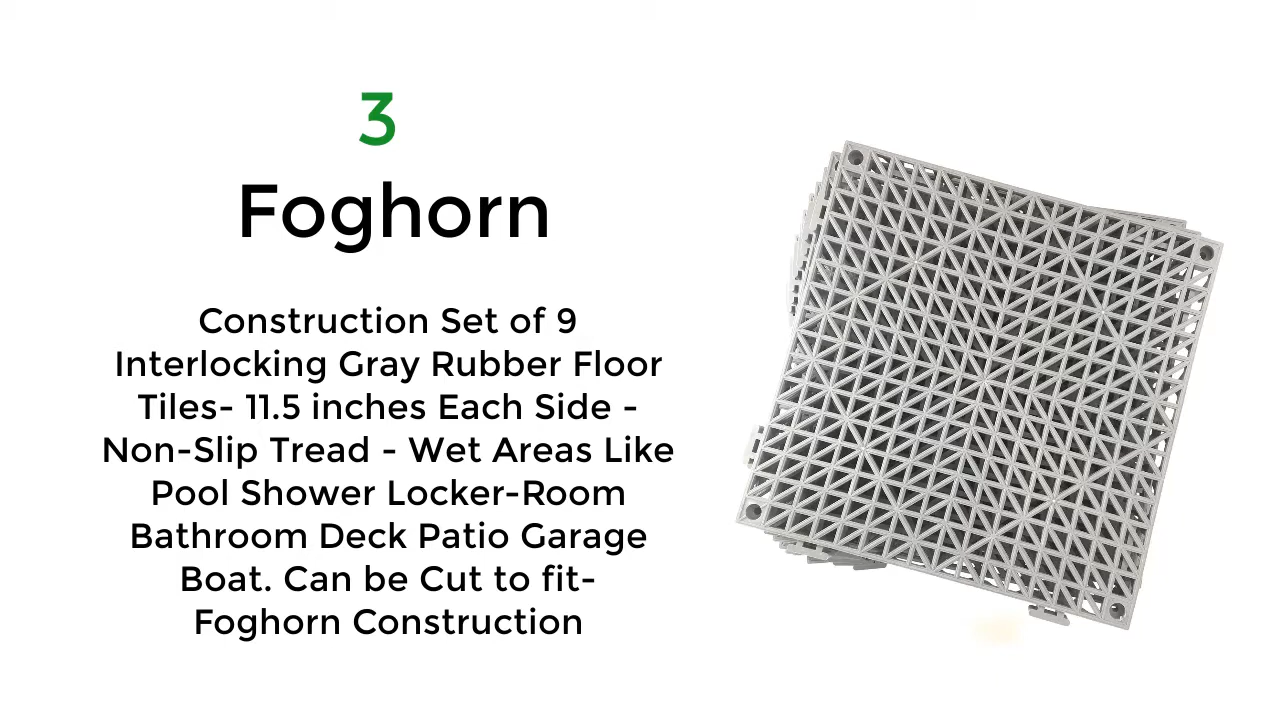 3
Foghorn
Construction Set of 9
Interlocking Gray Rubber Floor
Tiles- 11.5 inches Each Side -
Non-Slip Tread - Wet Areas Like
Pool Shower Locker-Room
Bathroom Deck Patio Garage
Boat. Can be Cut to fit-
Foghorn Construction